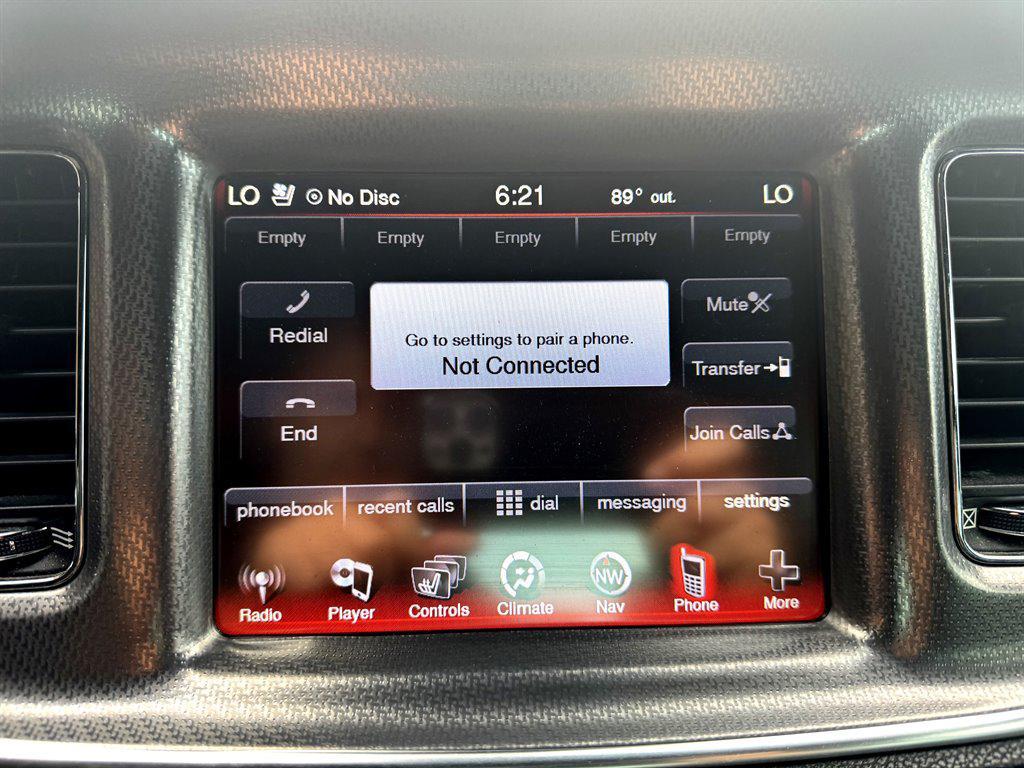 LO No Disc 6:21 89° out. LO
Empty Empty Empty Empty Empty
Redial
Go to settings to pair a phone.
Not Connected
Mute
Transfer
End
Join Calls
phonebook recent calls dial messaging settings
NW
Radio Player Controls Climate Nav Phone More